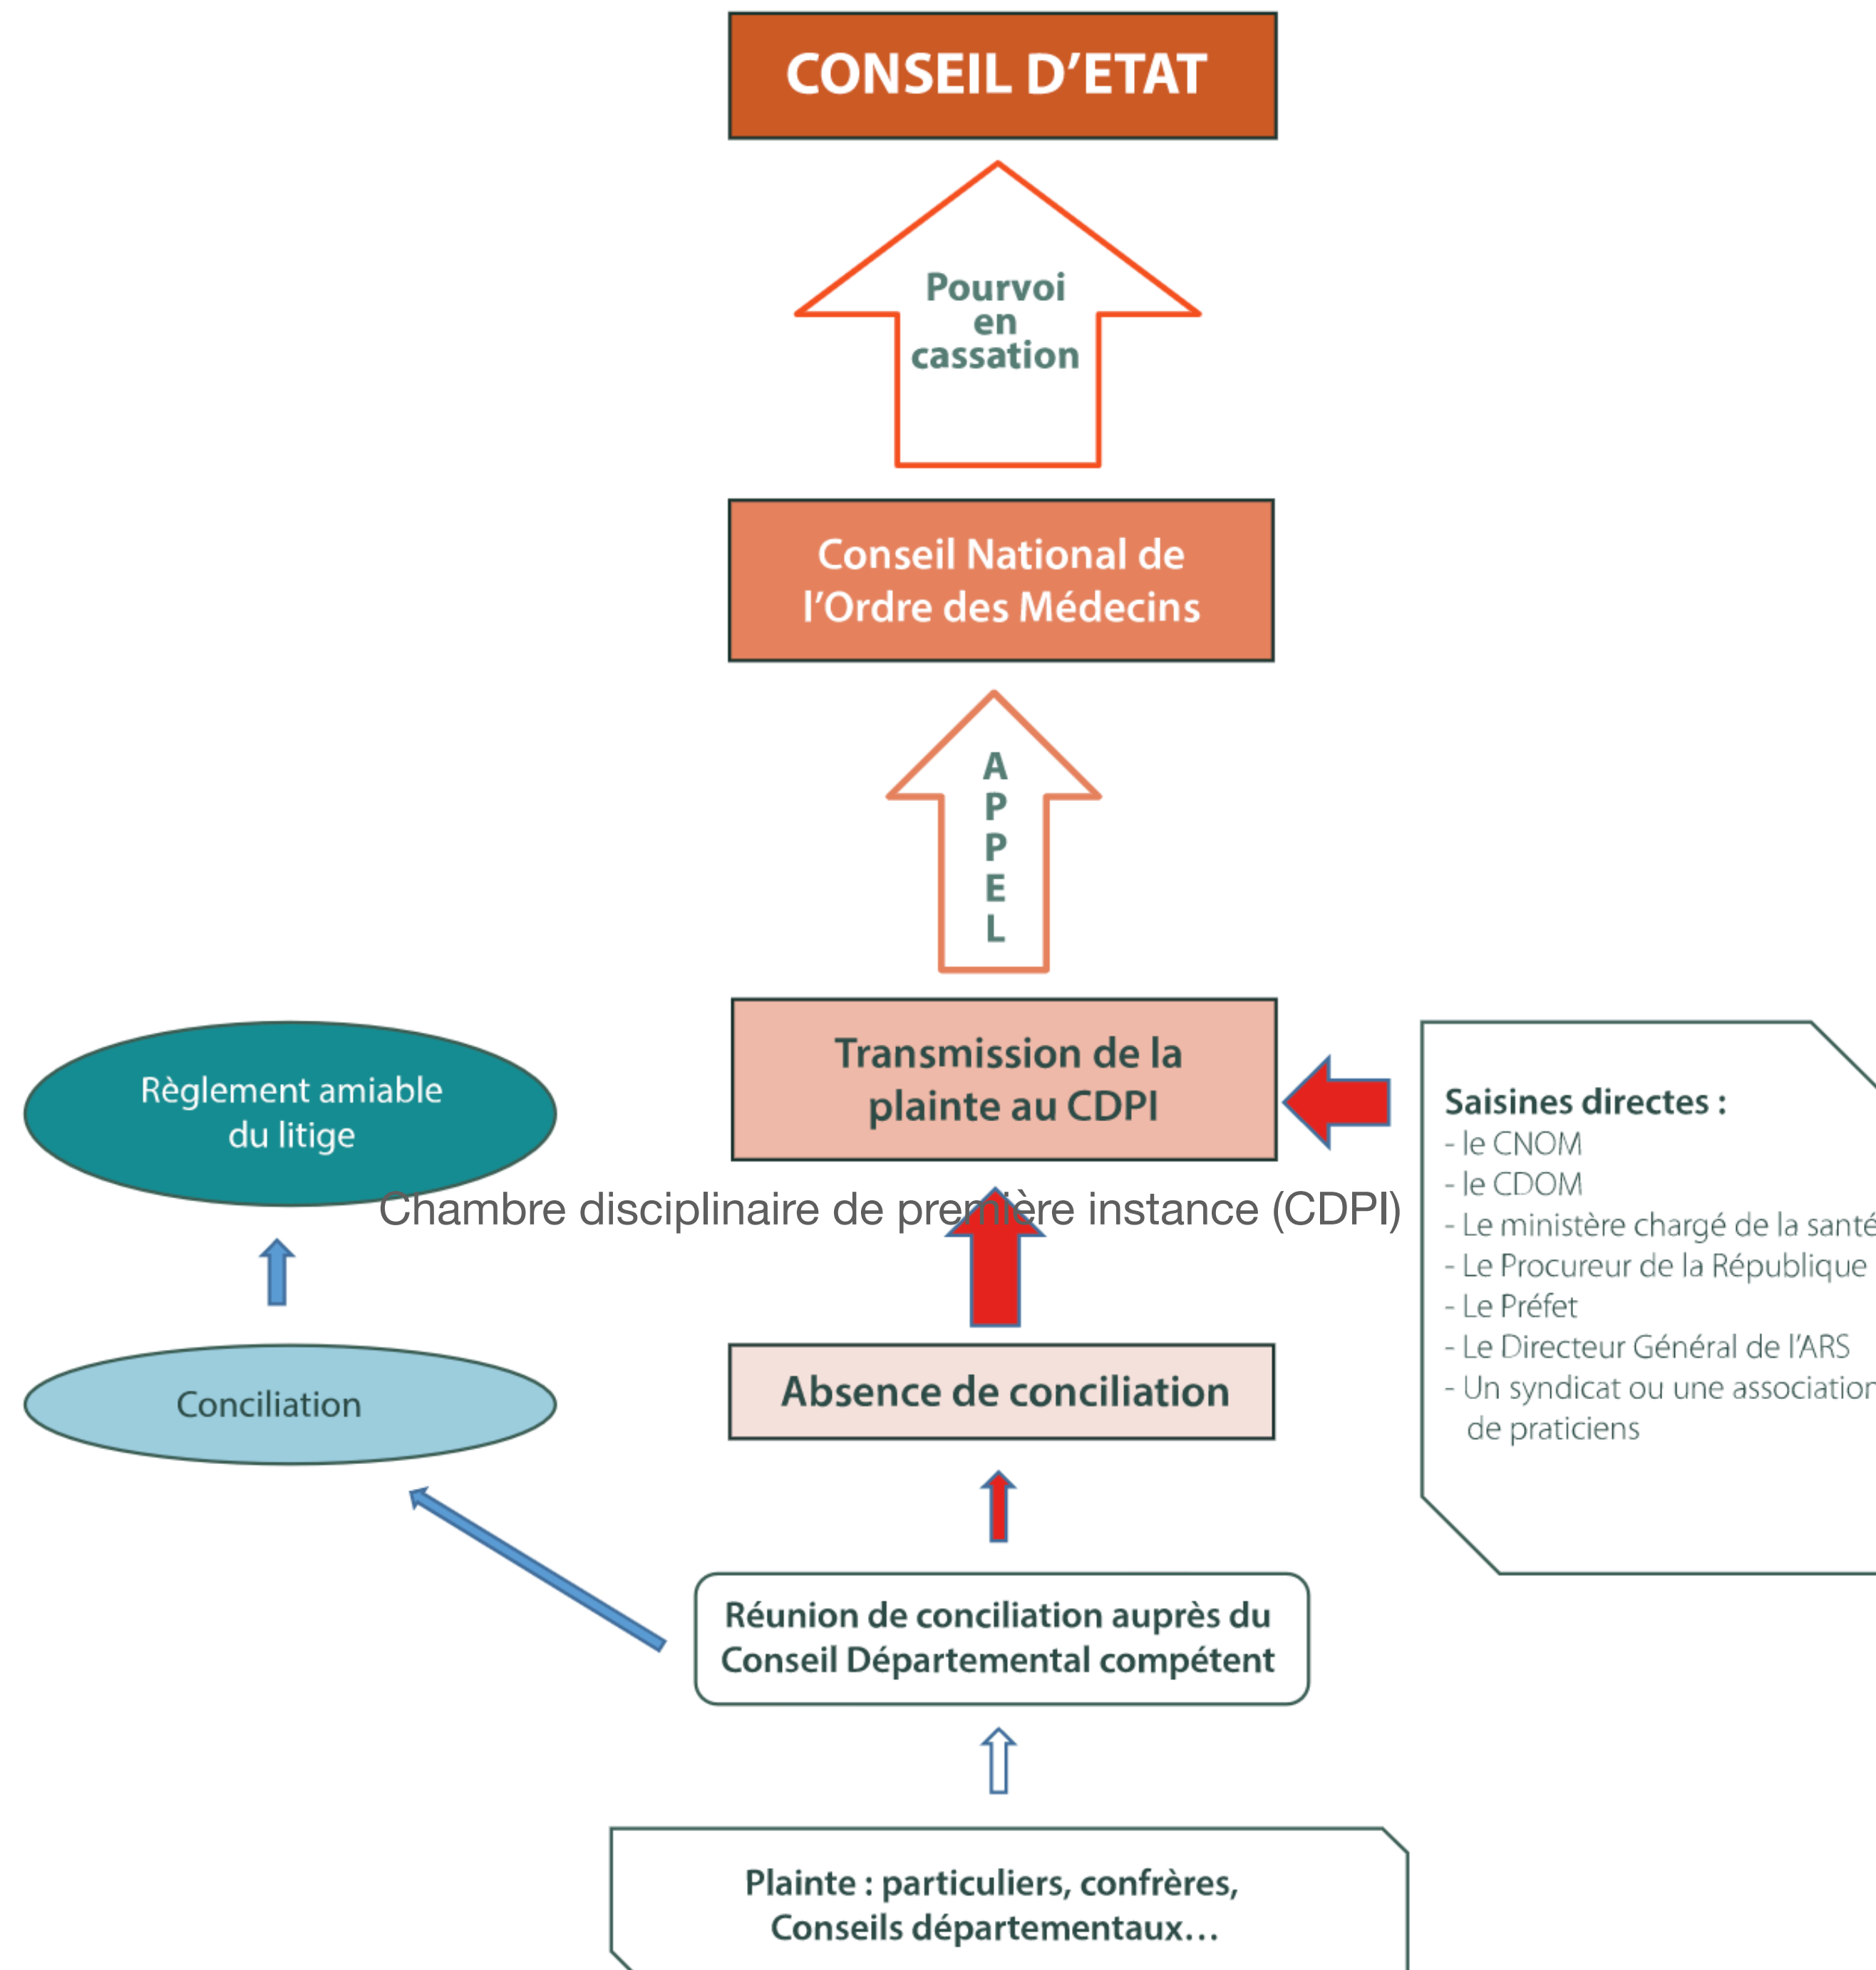 CONSEIL D’ETAT
Pourvoi
en
cassation
Conseil National de
l’Ordre des Médecins
A
P
P
E
L
Transmission de la
plainte au CDPI
Règlement amiable
du litige
Saisines directes :
- le CNOM
- le CDOM
- Le ministère chargé de la santé
- Le Procureur de la République
- Le Préfet
- Le Directeur Général de l’ARS
- Un syndicat ou une association
de praticiens
Chambre disciplinaire de première instance (CDPI)
Absence de conciliation
Conciliation
Réunion de conciliation auprès du
Conseil Départemental compétent
Plainte : particuliers, confrères,
Conseils départementaux…